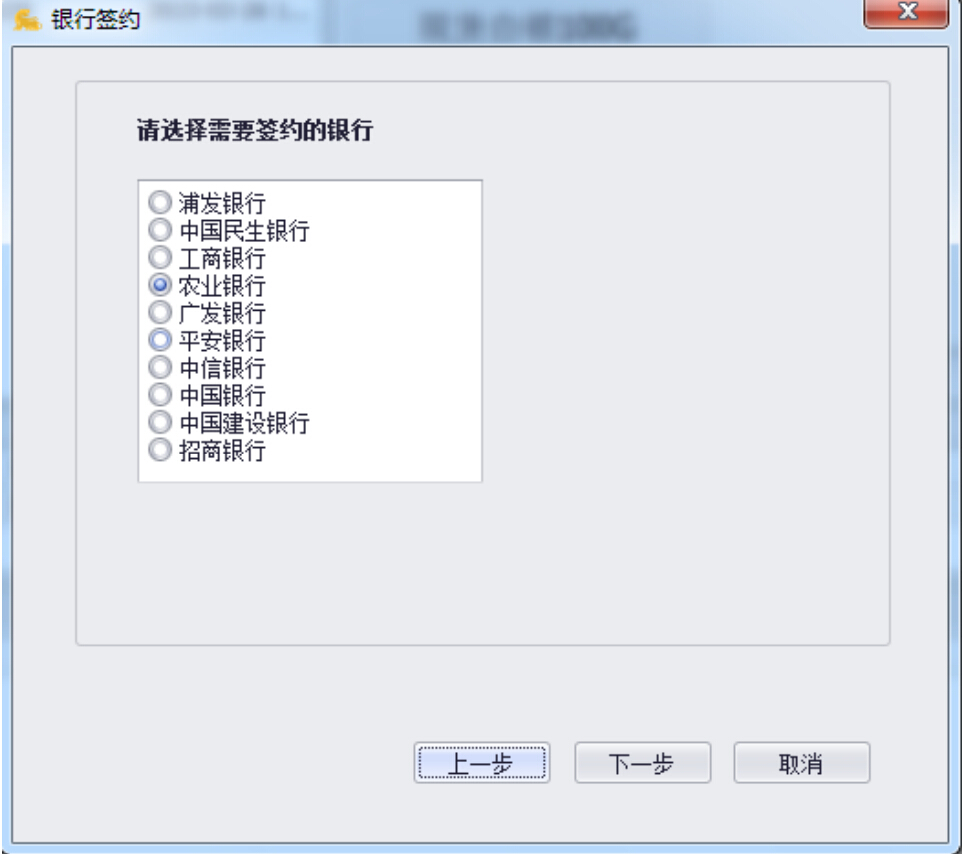 银行签约
请选择需要签约的银行
浦发银行
中国民生银行
工商银行
农业银行
广发银行
平安银行
中信银行
中国银行
中国建设银行
招商银行
上一步 下一步 取消